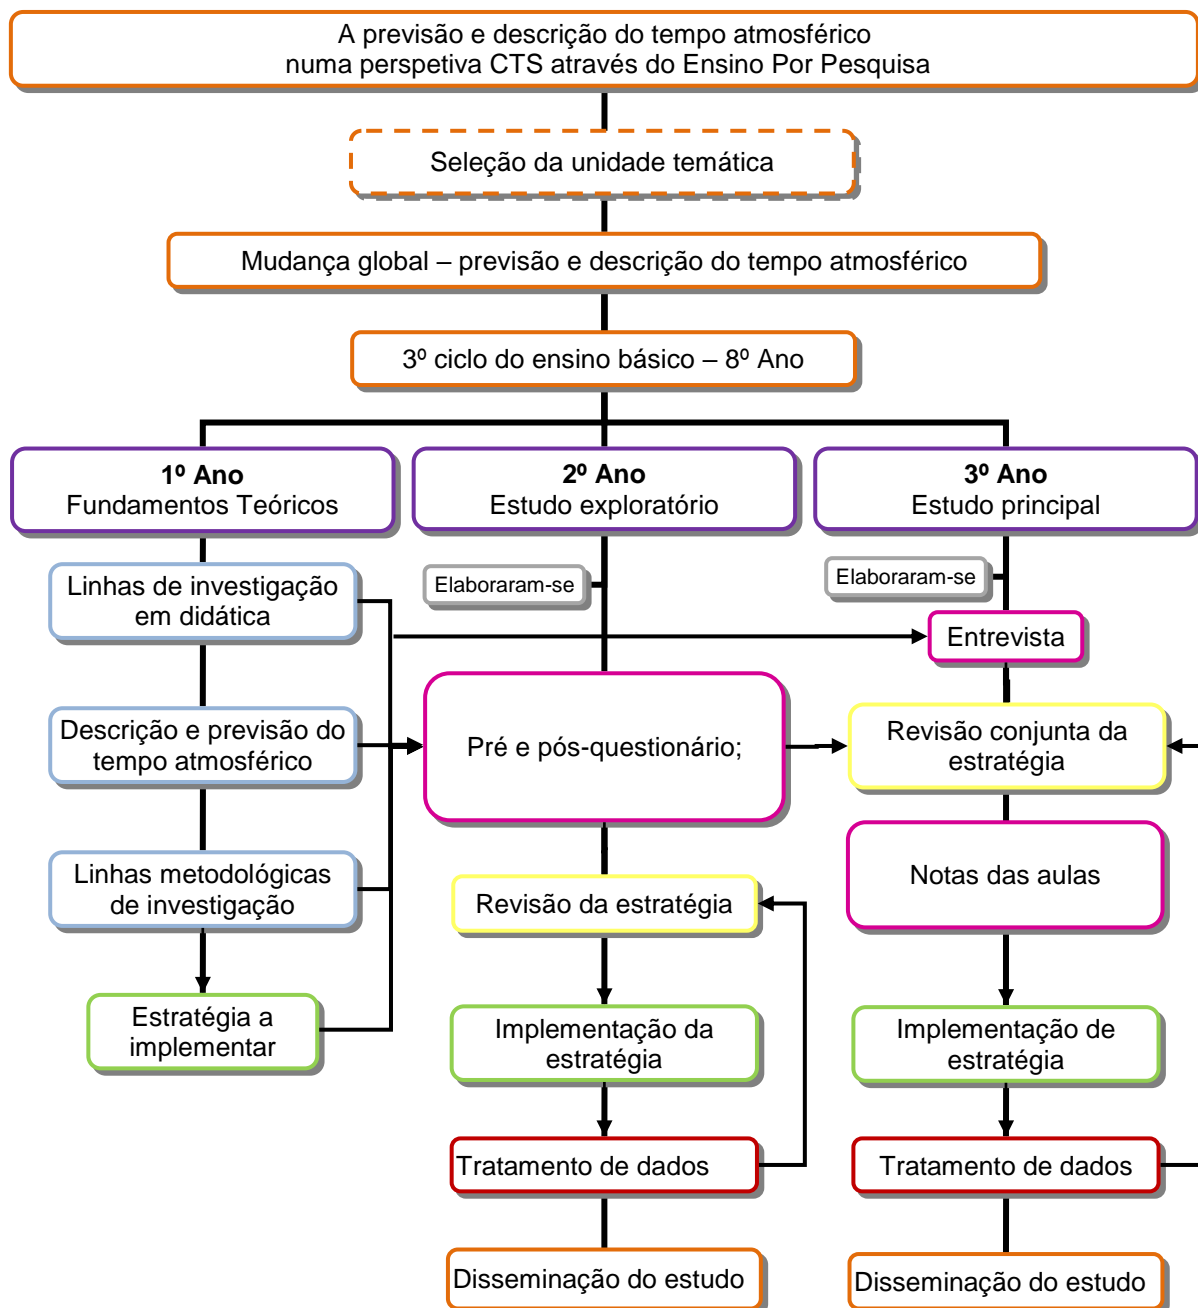 A previsão e descrição do tempo atmosférico
numa perspetiva CTS através do Ensino Por Pesquisa
Seleção da unidade temática
Mudança global – previsão e descrição do tempo atmosférico
3º ciclo do ensino básico – 8º Ano
1º Ano
Fundamentos Teóricos
2º Ano
Estudo exploratório
3º Ano
Estudo principal
Linhas de investigação
em didática
Elaboraram-se
Elaboraram-se
Entrevista
Descrição e previsão do
tempo atmosférico
Pré e pós-questionário;
Revisão conjunta da
estratégia
Linhas metodológicas
de investigação
Revisão da estratégia
Notas das aulas
Estratégia a
implementar
Implementação da
estratégia
Implementação de
estratégia
Tratamento de dados
Tratamento de dados
Disseminação do estudo
Disseminação do estudo